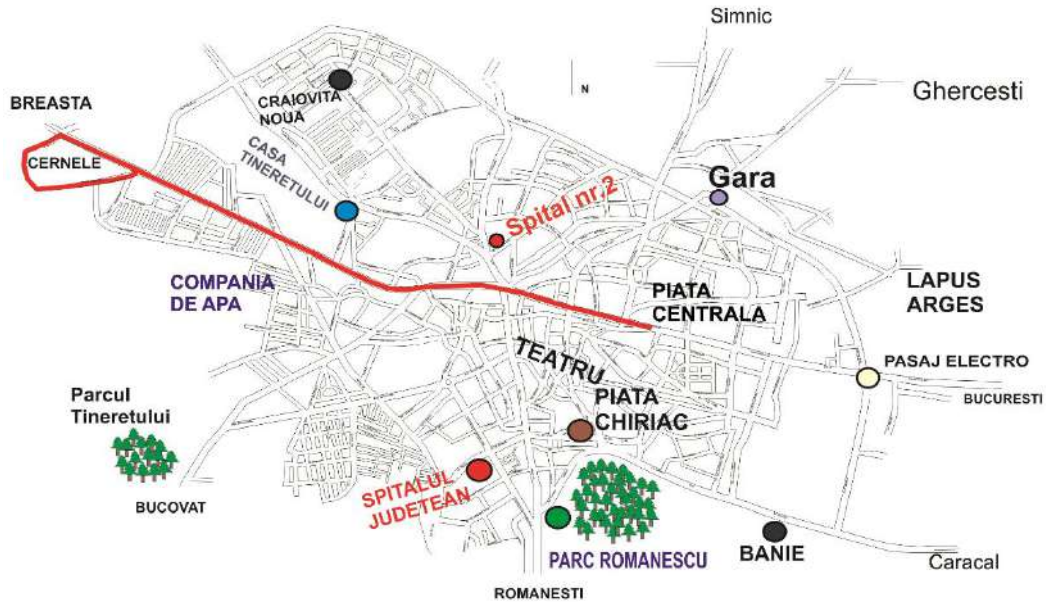 Simnic
Ghercesti
N
CRAIOVITA
NOUA
BREASTA
CERNELE
CASA
TINERETULUI
Gara
Spital nr.2
COMPANIA
DE APA
PIATA
CENTRALA
LAPUS
ARGES
TEATRU
PASAJ ELECTRO
BUCURESTI
Parcul
Tineretului
PIATA
CHIRIAC
BUCOVAT
SPITALUL
JUDETEAN
PARC ROMANESCU
BANIE
Caracal
ROMANESTI